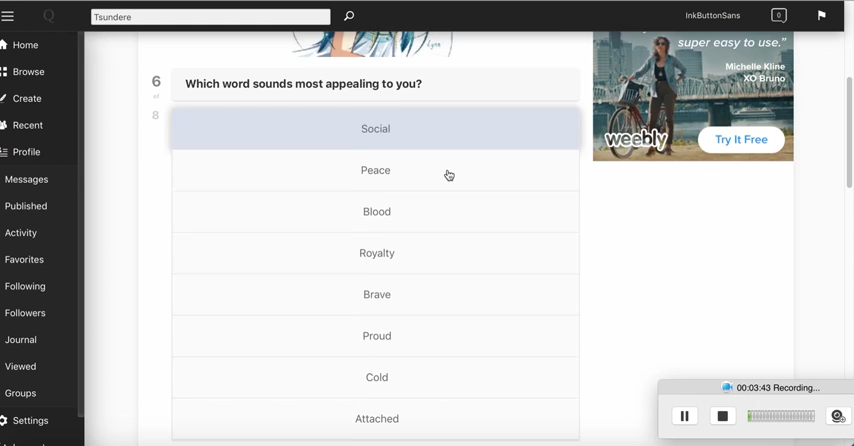 Tsundere
InkButtonSans
0
Home
Browse
Create
Recent
Profile
Messages
Published
Activity
Favorites
Following
Followers
Journal
Viewed
Groups
Settings
Lynn
6
of
8
Which word sounds most appealing to you?
Social
Peace
Blood
Royalty
Brave
Proud
Cold
Attached
super easy to use.”
Michelle Kline
XO Bruno
weebly
Try It Free
00:03:43 Recording...